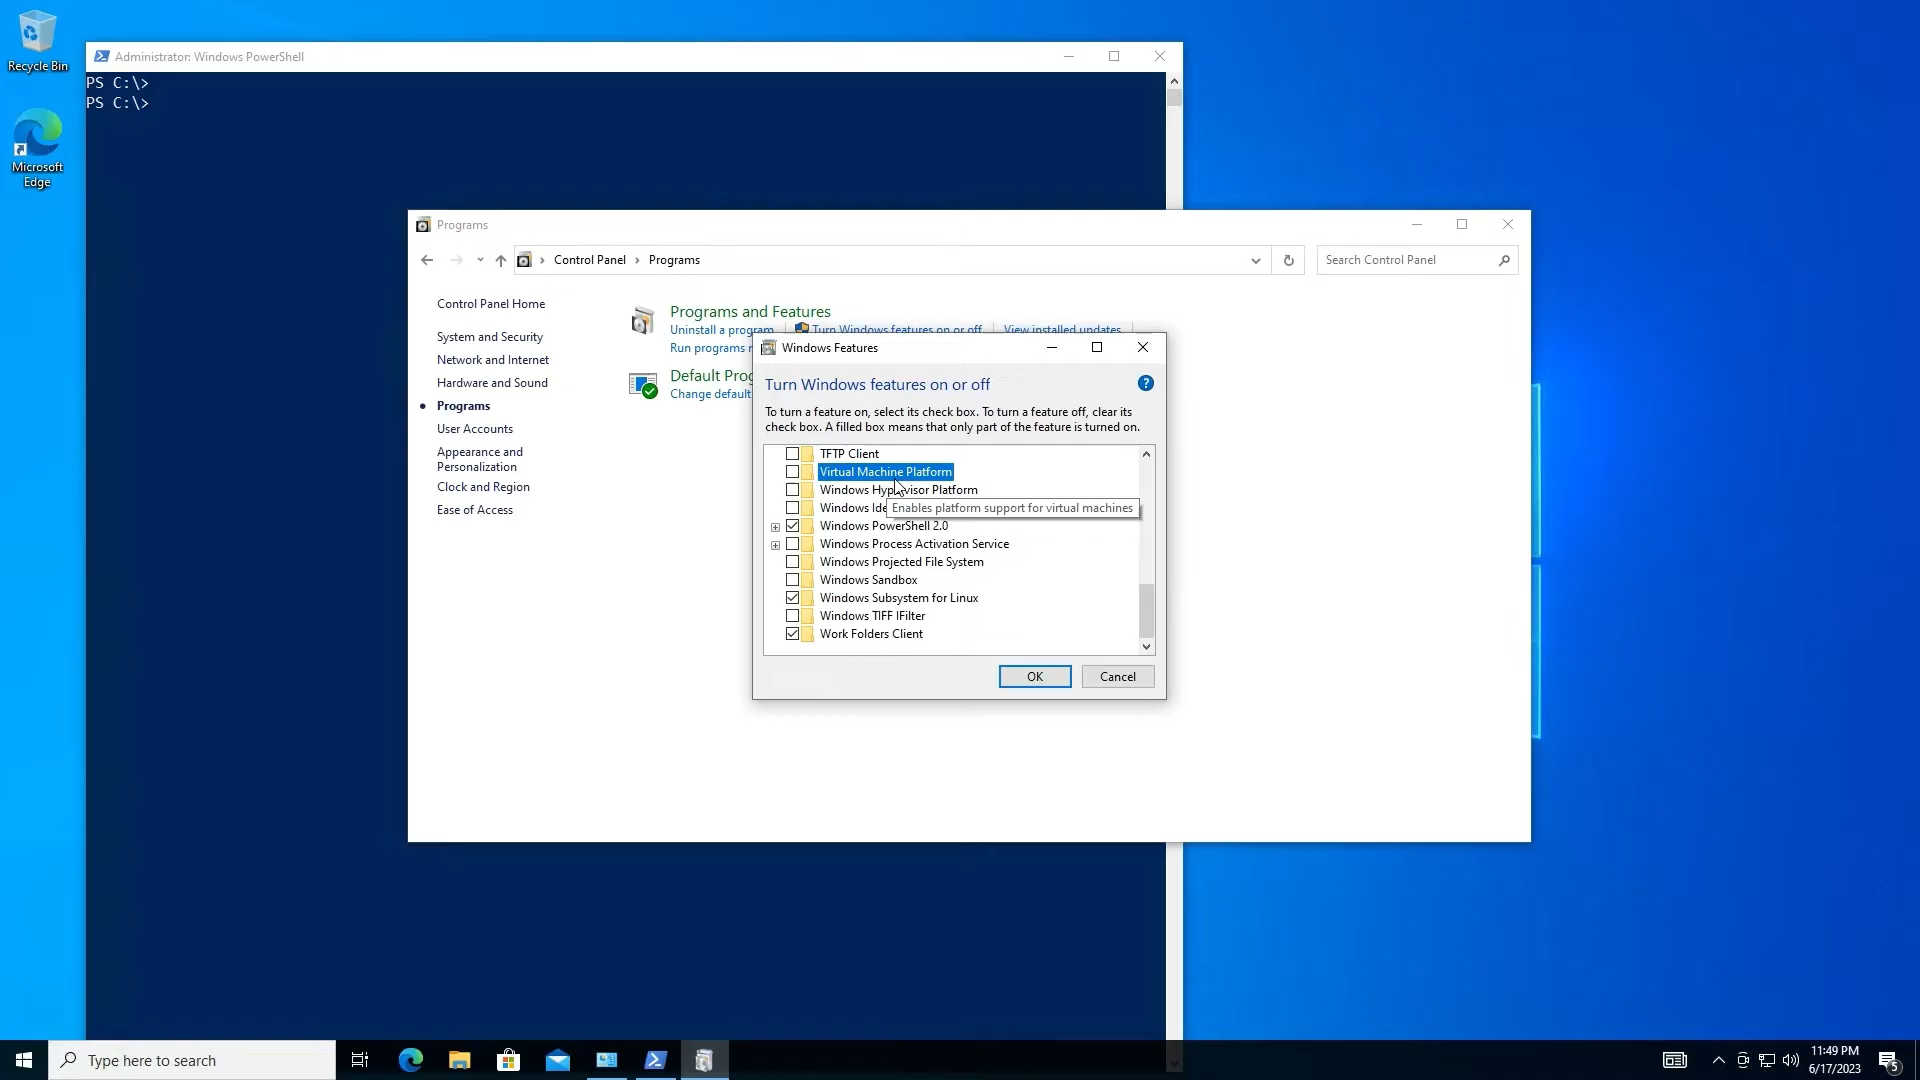 Recycle Bin
Microsoft
Edge
Administrator: Windows PowerShell
PS C:\>
PS C:\>
Programs
Control Panel
Programs
Search Control Panel
Control Panel Home
System and Security
Network and Internet
Hardware and Sound
Programs
User Accounts
Appearance and
Personalization
Clock and Region
Ease of Access
Programs and Features
Uninstall a program
Turn Windows features on or off
View installed updates
Run programs
Default
Change default
Windows Features
Turn Windows features on or off
To turn a feature on, select its check box. To turn a feature off, clear its
check box. A filled box means that only part of the feature is turned on.
TFTP Client
Virtual Machine Platform
Windows Hypervisor Platform
Windows
Enables platform support for virtual machines
Windows PowerShell 2.0
Windows Process Activation Service
Windows Projected File System
Windows Sandbox
Windows Subsystem for Linux
Windows TIFF IFilter
Work Folders Client
OK
Cancel
Type here to search
11:49 PM
6/17/2023
5